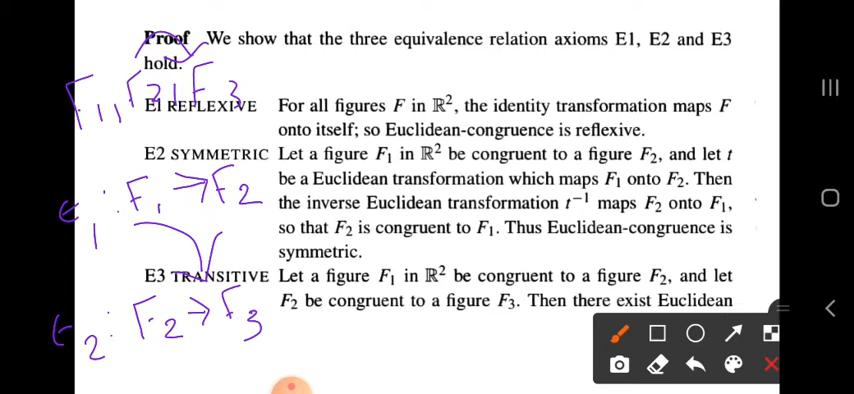 Proof We show that the three equivalence relation axioms E1, E2 and E3
hold.
F₁, F₂, F₃
E1 REFLEXIVE For all figures F in ℝ², the identity transformation maps F
onto itself; so Euclidean-congruence is reflexive.
E2 SYMMETRIC Let a figure F₁ in ℝ² be congruent to a figure F₂, and let t
be a Euclidean transformation which maps F₁ onto F₂. Then
t₁: F₁ → F₂
the inverse Euclidean transformation t⁻¹ maps F₂ onto F₁,
so that F₂ is congruent to F₁. Thus Euclidean-congruence is
symmetric.
E3 TRANSITIVE Let a figure F₁ in ℝ² be congruent to a figure F₂, and let
F₂ be congruent to a figure F₃. Then there exist Euclidean
t₂: F₂ → F₃